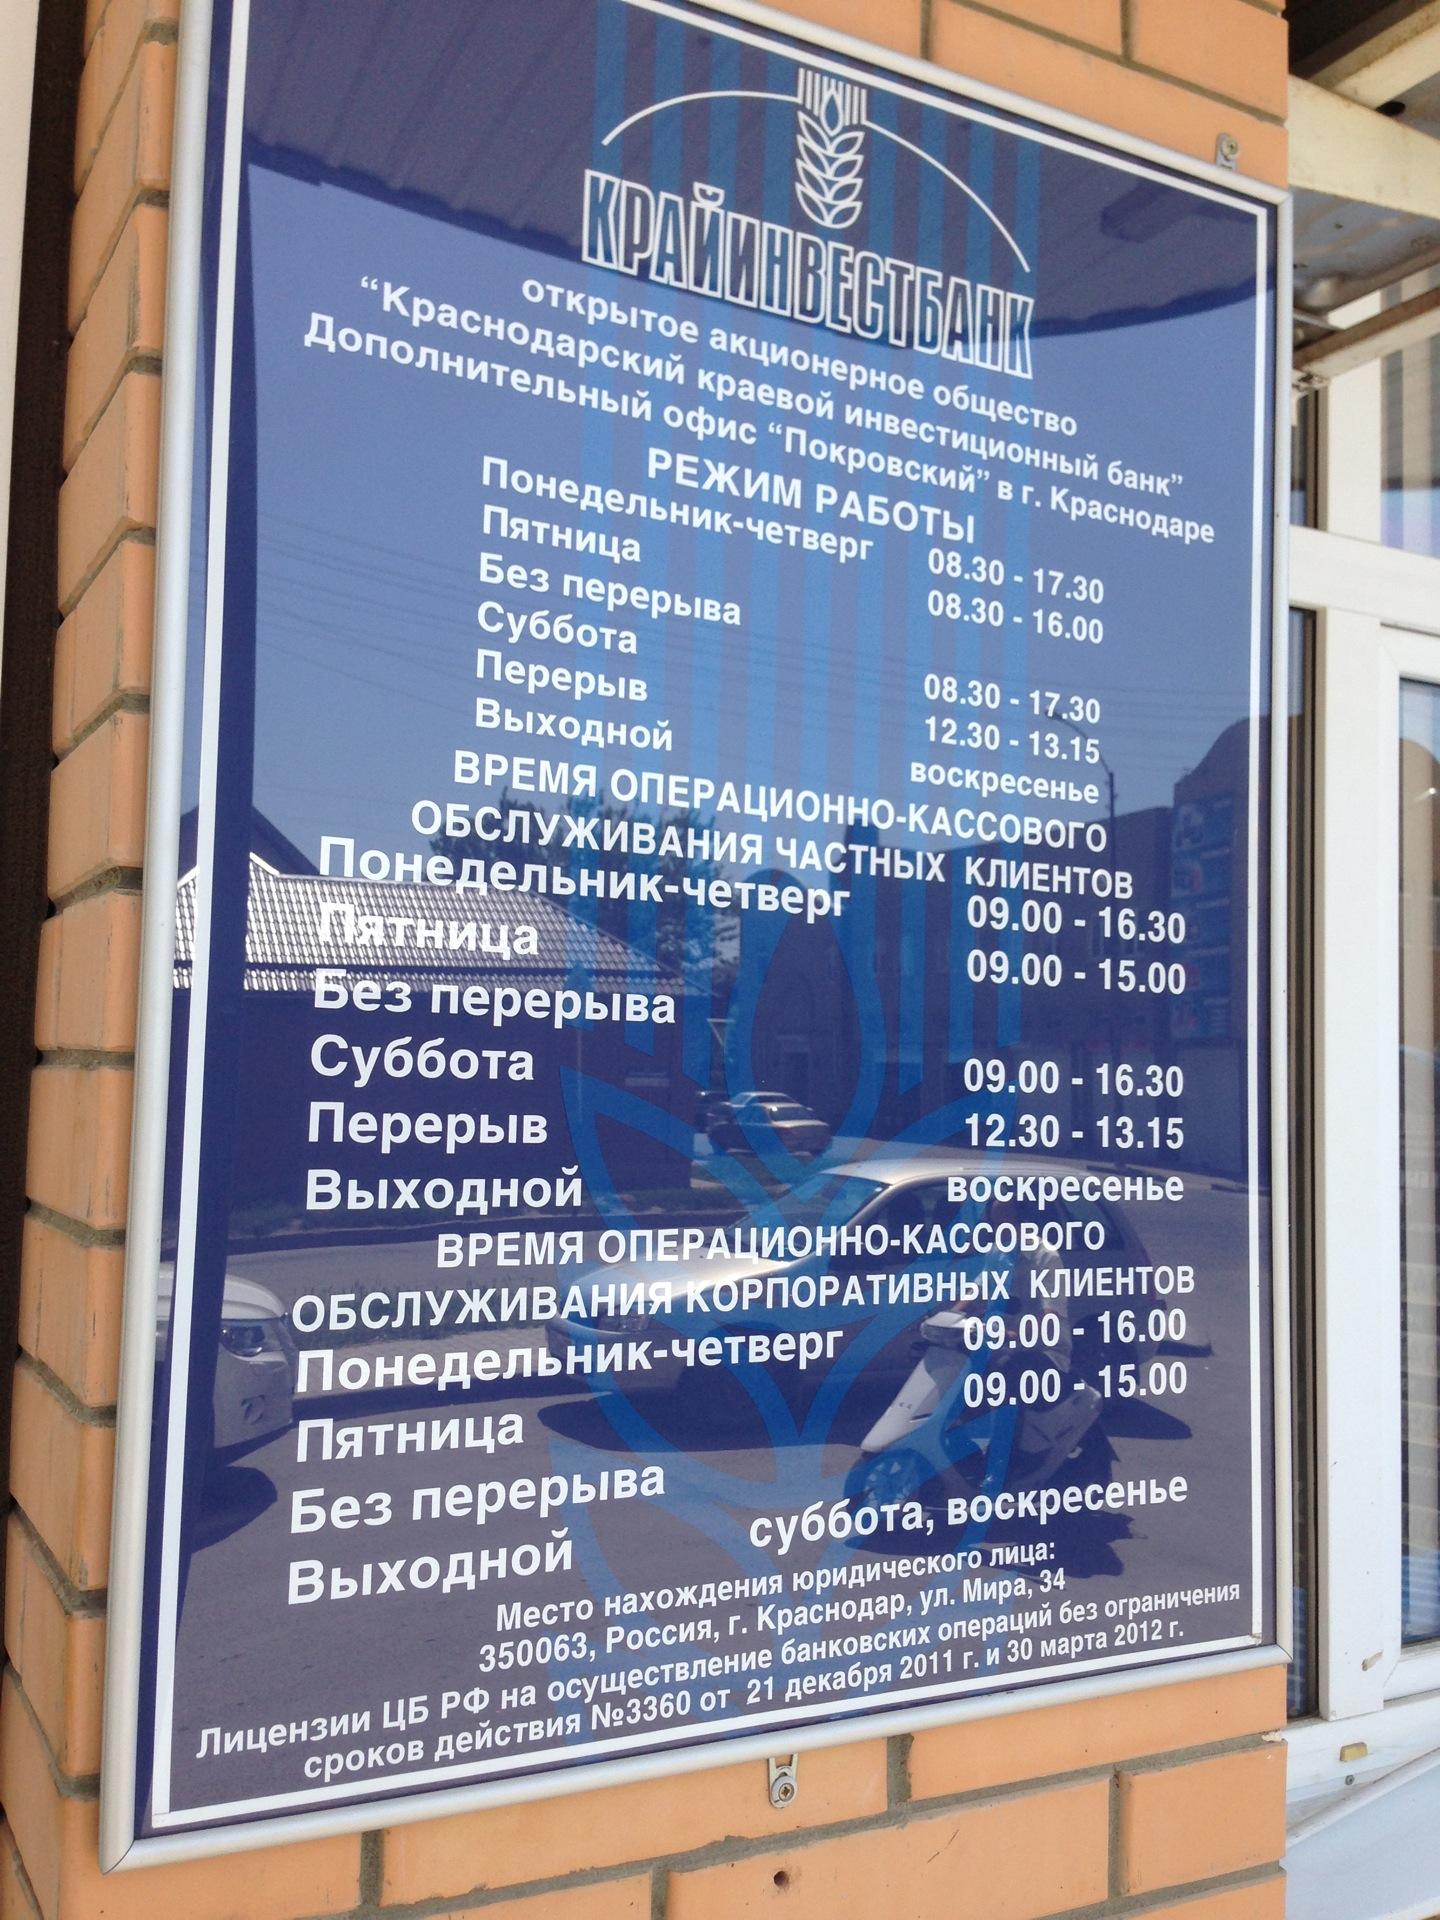 КРАЙИНВЕСТБАНК
открытое акционерное общество
“Краснодарский краевой инвестиционный банк”
Дополнительный офис “Покровский” в г. Краснодаре
РЕЖИМ РАБОТЫ
Понедельник-четверг 08.30 - 17.30
Пятница 08.30 - 16.00
Без перерыва
Суббота 08.30 - 17.30
Перерыв 12.30 - 13.15
Выходной воскресенье
ВРЕМЯ ОПЕРАЦИОННО-КАССОВОГО
ОБСЛУЖИВАНИЯ ЧАСТНЫХ КЛИЕНТОВ
Понедельник-четверг 09.00 - 16.30
Пятница 09.00 - 15.00
Без перерыва
Суббота 09.00 - 16.30
Перерыв 12.30 - 13.15
Выходной воскресенье
ВРЕМЯ ОПЕРАЦИОННО-КАССОВОГО
ОБСЛУЖИВАНИЯ КОРПОРАТИВНЫХ КЛИЕНТОВ
Понедельник-четверг 09.00 - 16.00
Пятница 09.00 - 15.00
Без перерыва
Выходной суббота, воскресенье
Место нахождения юридического лица:
350063, Россия, г. Краснодар, ул. Мира, 34
Лицензии ЦБ РФ на осуществление банковских операций без ограничения
сроков действия №3360 от 21 декабря 2011 г. и 30 марта 2012 г.